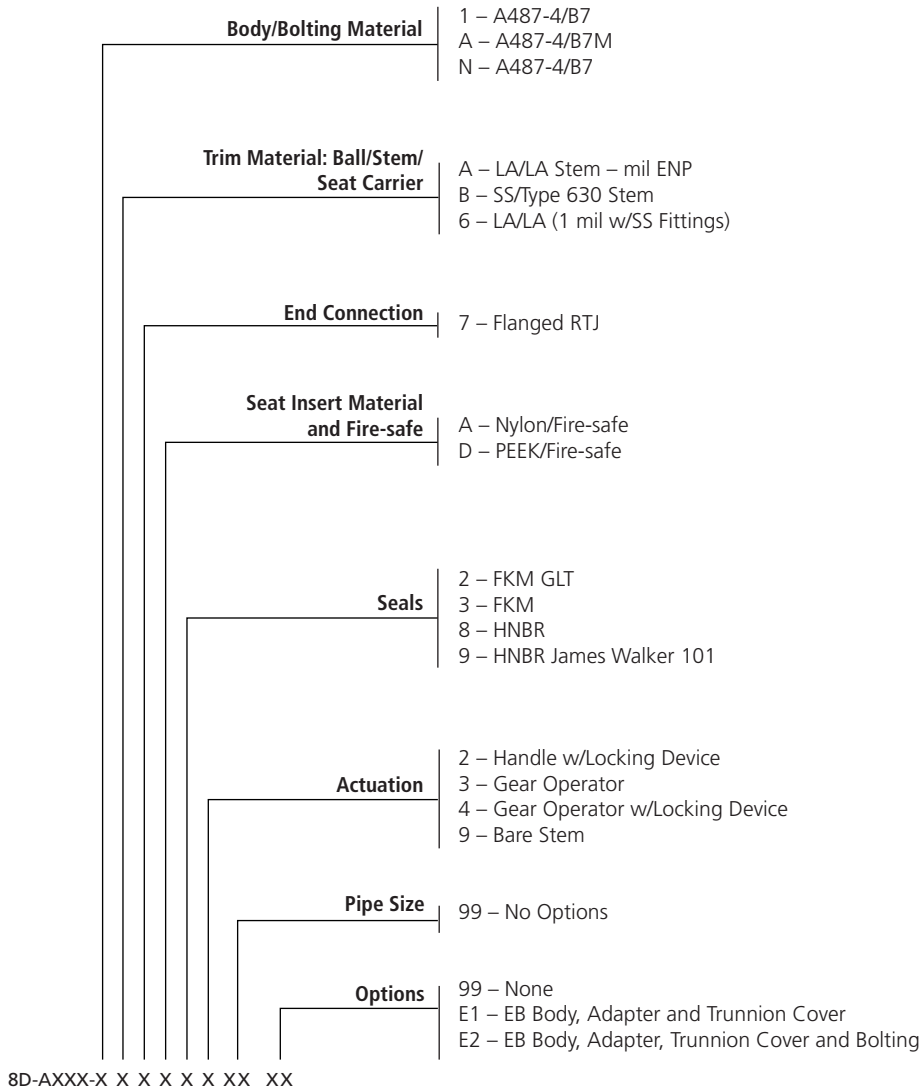 Body/Bolting Material
1 – A487-4/B7
A – A487-4/B7M
N – A487-4/B7
Trim Material: Ball/Stem/
Seat Carrier
A – LA/LA Stem – mil ENP
B – SS/Type 630 Stem
6 – LA/LA (1 mil w/SS Fittings)
End Connection
7 – Flanged RTJ
Seat Insert Material
and Fire-safe
A – Nylon/Fire-safe
D – PEEK/Fire-safe
Seals
2 – FKM GLT
3 – FKM
8 – HNBR
9 – HNBR James Walker 101
Actuation
2 – Handle w/Locking Device
3 – Gear Operator
4 – Gear Operator w/Locking Device
9 – Bare Stem
Pipe Size
99 – No Options
Options
99 – None
E1 – EB Body, Adapter and Trunnion Cover
E2 – EB Body, Adapter, Trunnion Cover and Bolting
8D-AXXX-X X X X X X XX XX